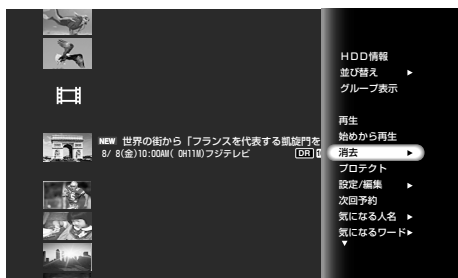 NEW 世界の街から「フランスを代表する凱旋門を
8/ 8(金)10:00AM( 0H11M)フジテレビ DR
HDD情報
並び替え ▶
グループ表示
再生
始めから再生
消去 ▶
プロテクト
設定/編集 ▶
次回予約
気になる人名 ▶
気になるワード▶
▼